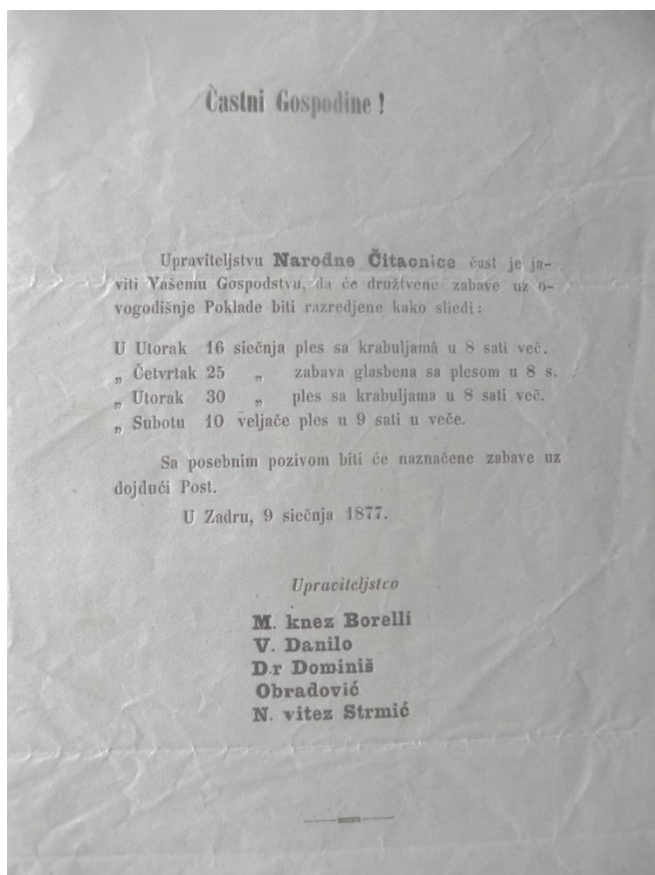 Častni Gospodine !
Upraviteljstvu Narodne Čitaonice čast je ja-
viti Vašemu Gospodstvu, da će družtvene zabave uz o-
vogodišnje Poklade biti razredjene kako sliedi :
U Utorak 16 siečnja ples sa krabuljamâ u 8 sati več.
„ Četvrtak 25 „ zabava glasbena sa plesom u 8 s.
„ Utorak 30 „ ples sa krabuljama u 8 sati več.
„ Subotu 10 veljače ples u 9 sati u veče.
Sa posebnim pozivom biti će naznačene zabave uz
dojdući Post.
U Zadru, 9 siečnja 1877.
Upraviteljstvo
M. knez Borelli
V. Danilo
D.r Dominiš
Obradović
N. vitez Strmić